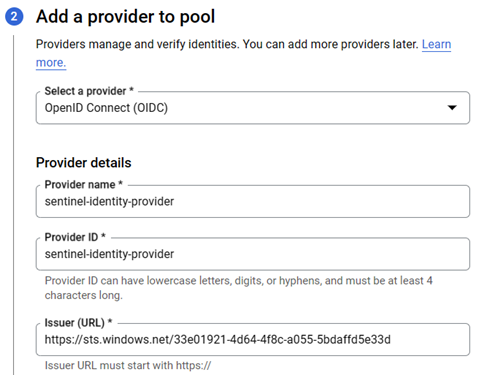 2 Add a provider to pool
Providers manage and verify identities. You can add more providers later. Learn
more.
Select a provider *
OpenID Connect (OIDC)
Provider details
Provider name *
sentinel-identity-provider
Provider ID *
sentinel-identity-provider
Provider ID can have lowercase letters, digits, or hyphens, and must be at least 4
characters long.
Issuer (URL) *
https://sts.windows.net/33e01921-4d64-4f8c-a055-5bdaffd5e33d
Issuer URL must start with https://